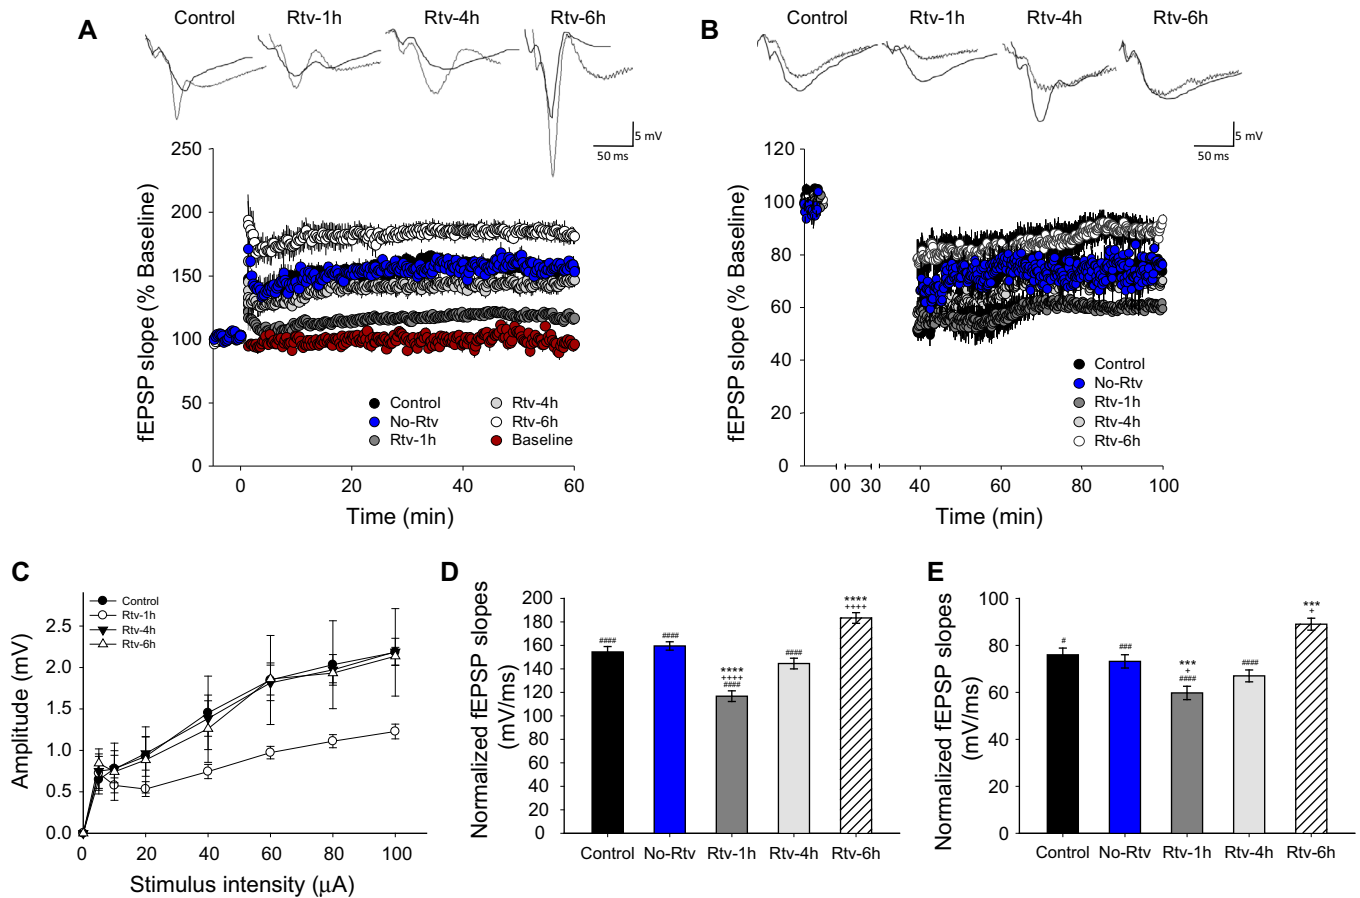 A
Control Rtv-1h Rtv-4h Rtv-6h
5 mV
50 ms
fEPSP slope (% Baseline)
250
200
150
100
50
0
Control
No-Rtv
Rtv-1h
Rtv-4h
Rtv-6h
Baseline
0 20 40 60
Time (min)
B
Control Rtv-1h Rtv-4h Rtv-6h
5 mV
50 ms
fEPSP slope (% Baseline)
120
100
80
60
40
20
0
Control
No-Rtv
Rtv-1h
Rtv-4h
Rtv-6h
00 30 40 60 80 100
Time (min)
C
Amplitude (mV)
Control
Rtv-1h
Rtv-4h
Rtv-6h
2.5
2.0
1.5
1.0
0.5
0.0
0 20 40 60 80 100
Stimulus intensity (μA)
D
Normalized fEPSP slopes
(mV/ms)
200
180
160
140
120
100
80
60
40
20
0
####
####
****
++++
####
####
****
++++
Control No-Rtv Rtv-1h Rtv-4h Rtv-6h
E
Normalized fEPSP slopes
(mV/ms)
100
80
60
40
20
0
#
###
***
+
####
####
***
+
Control No-Rtv Rtv-1h Rtv-4h Rtv-6h